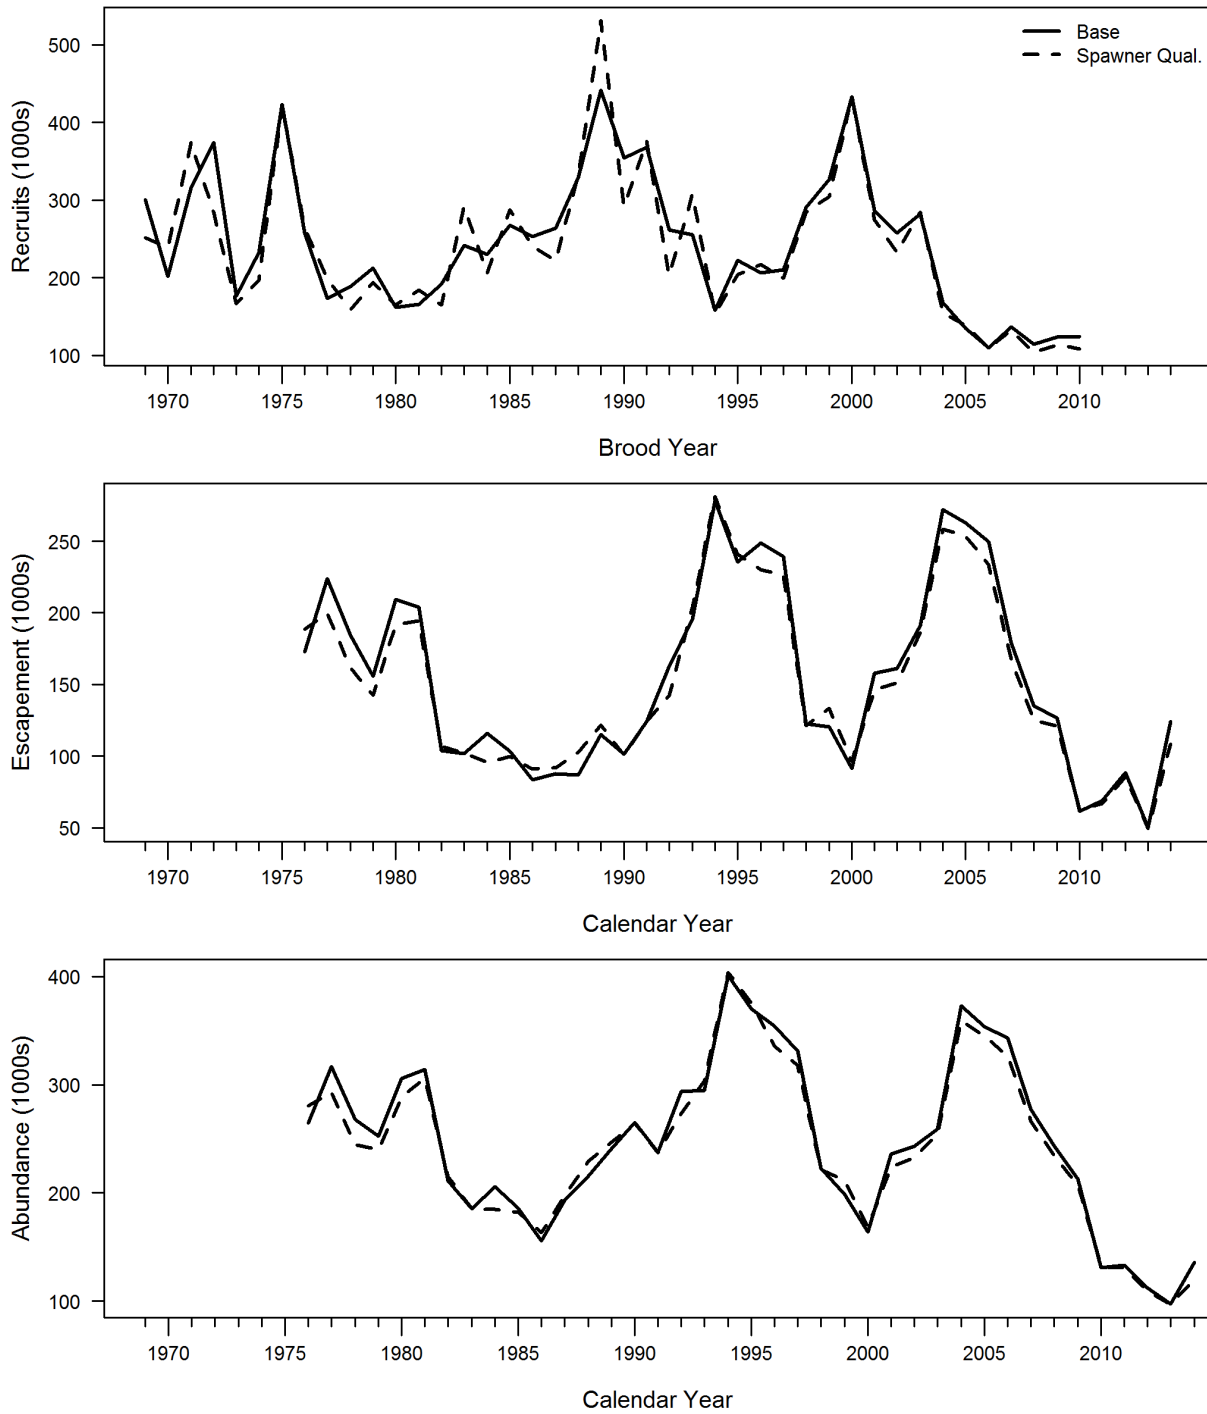 Base
Spawner Qual.
500
400
300
200
100
Recruits (1000s)
1970 1975 1980 1985 1990 1995 2000 2005 2010
Brood Year
250
200
150
100
50
Escapement (1000s)
1970 1975 1980 1985 1990 1995 2000 2005 2010
Calendar Year
400
300
200
100
Abundance (1000s)
1970 1975 1980 1985 1990 1995 2000 2005 2010
Calendar Year